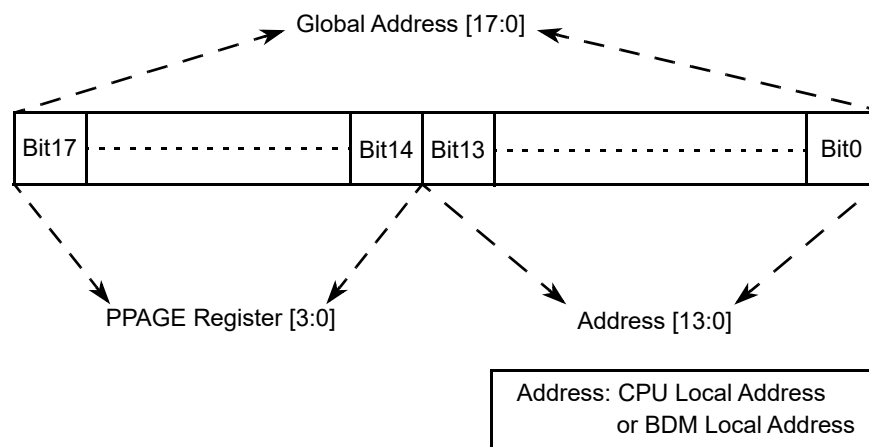 Global Address [17:0]
Bit17 Bit14 Bit13 Bit0
PPAGE Register [3:0]
Address [13:0]
Address: CPU Local Address
or BDM Local Address